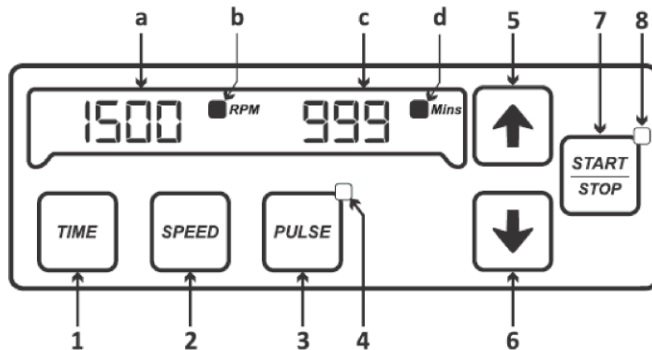 a b c d 5 7 8
1500 RPM 999 Mins
START
STOP
TIME SPEED PULSE
1 2 3 4 6